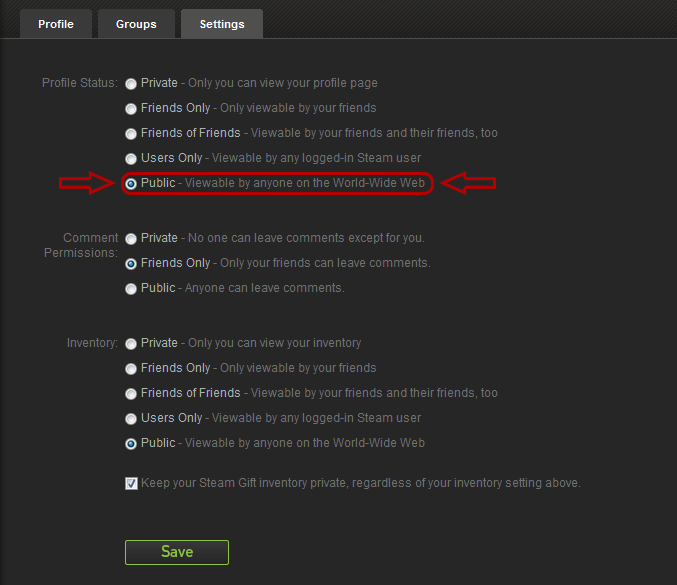 Profile Groups Settings
Profile Status: Private - Only you can view your profile page
Friends Only - Only viewable by your friends
Friends of Friends - Viewable by your friends and their friends, too
Users Only - Viewable by any logged-in Steam user
Public - Viewable by anyone on the World-Wide Web
Comment Permissions: Private - No one can leave comments except for you.
Friends Only - Only your friends can leave comments.
Public - Anyone can leave comments.
Inventory: Private - Only you can view your inventory
Friends Only - Only viewable by your friends
Friends of Friends - Viewable by your friends and their friends, too
Users Only - Viewable by any logged-in Steam user
Public - Viewable by anyone on the World-Wide Web
Keep your Steam Gift inventory private, regardless of your inventory setting above.
Save